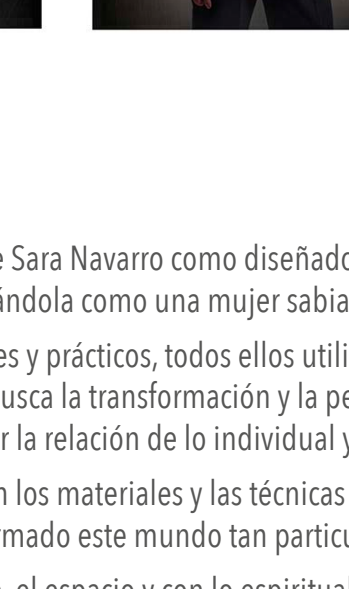 e Sara Navarro como diseñado
ándola como una mujer sabia
es y prácticos, todos ellos utili
usca la transformación y la pe
r la relación de lo individual y
n los materiales y las técnicas
rmado este mundo tan particu
el espacio y con lo espiritual